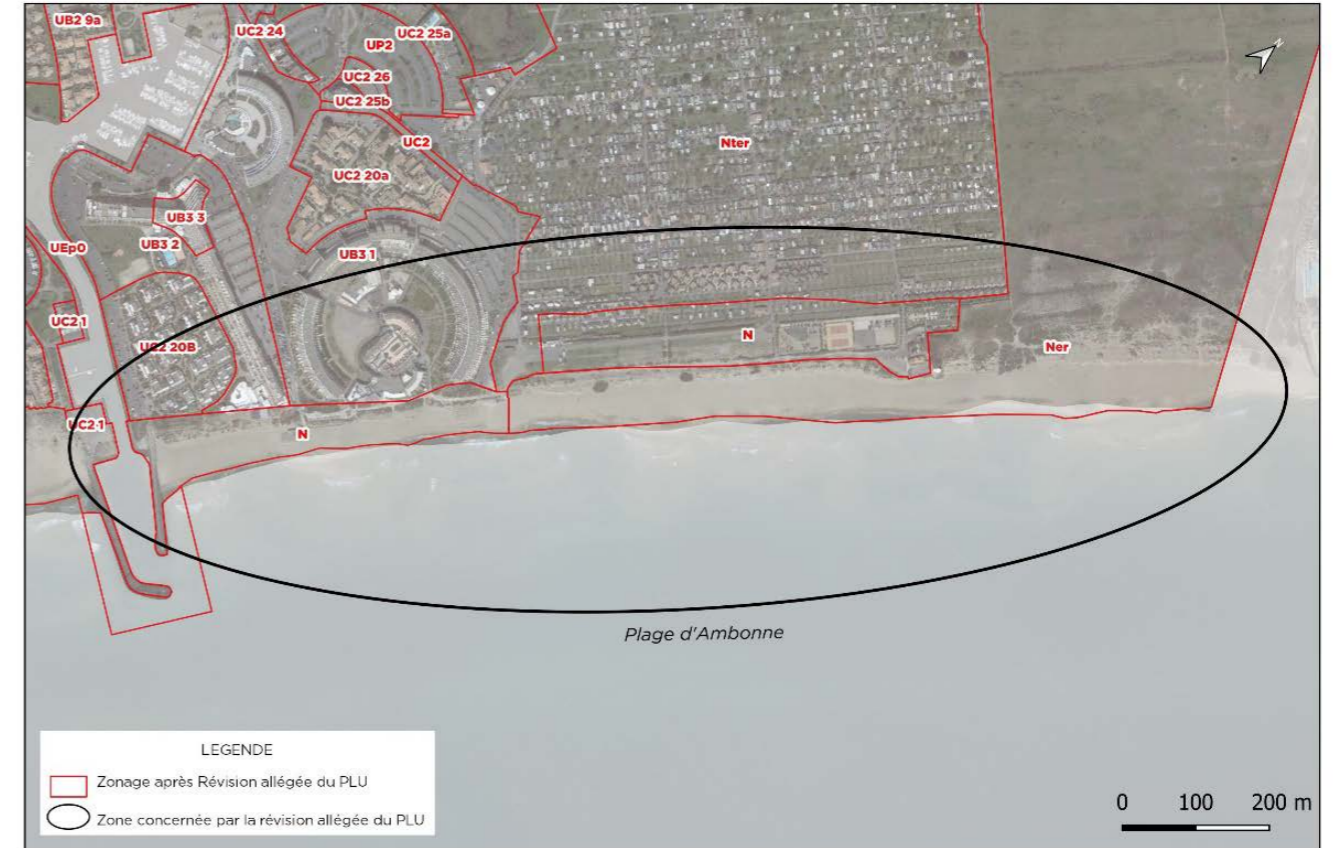 UB2 9a
UC2 24
UC2 25a
UP2
UC2 26
UC2 25b
UC2
Nter
UC2 20a
UB3 3
UB3 2
UEp0
UB3 1
UC2 1
UC2 20B
N
Ner
UC2 1
N
N
Plage d'Ambonne
LEGENDE
Zonage après Révision allégée du PLU
Zone concernée par la révision allégée du PLU
0 100 200 m